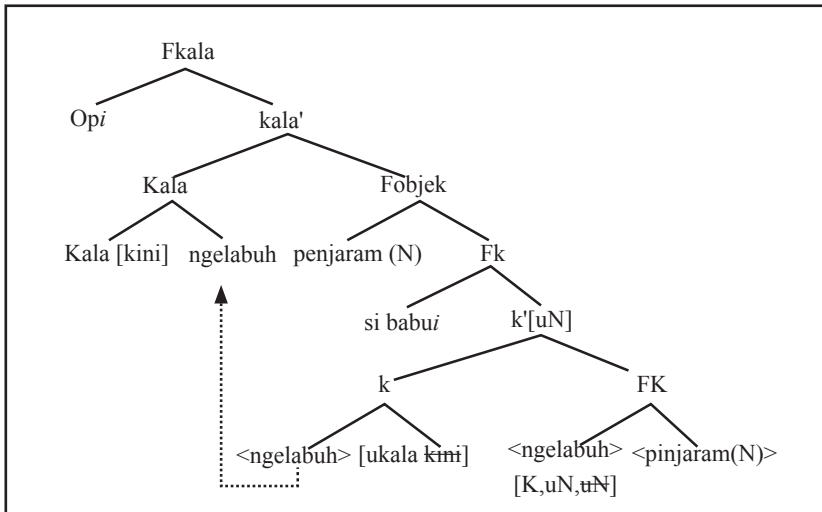 Fkala
Opi kala'
Kala Fobjek
Kala [kini] ngelabuh penjaram (N) Fk
si babui k'[uN]
k FK
<ngelabuh> [ukala kini] <ngelabuh> <pinjaram(N)>
[K,uN,uN]